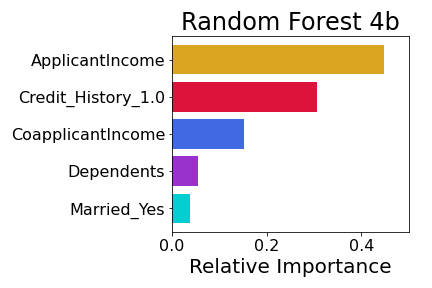 Random Forest 4b
ApplicantIncome
Credit_History_1.0
CoapplicantIncome
Dependents
Married_Yes
0.0 0.2 0.4
Relative Importance